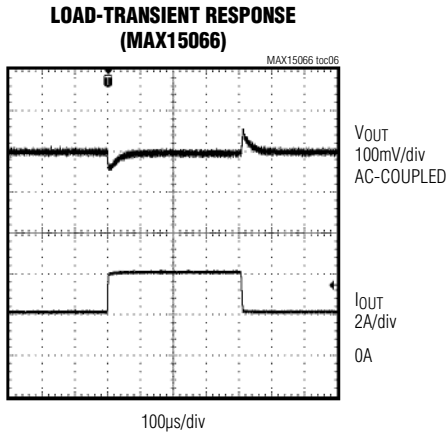 LOAD-TRANSIENT RESPONSE
(MAX15066)
MAX15066 toc06
T
VOUT
100mV/div
AC-COUPLED
IOUT
2A/div
0A
100µs/div